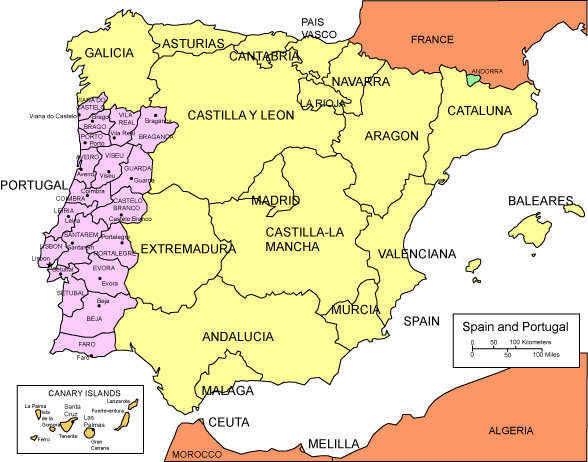 PAIS
VASCO
FRANCE
ASTURIAS
GALICIA
CANTABRIA
ANDORRA
NAVARRA
LA RIOJA
CATALUNA
CASTILLA Y LEON
ARAGON
VIANA DO
CASTELO
Viana do Castelo
Brago
BRAGO
VILA
REAL
Vila Real
Braganca
BRAGANCA
PORTO
Porto
AVEIRO
Aveiro
VISEU
Viseu
GUARDA
Guarda
PORTUGAL
Coimbra
COIMBRA
CASTELO
BRANCO
Castelo Branco
LEIRIA
Leiria
SANTAREM
Santarem
Portalegre
PORTALEGRE
LISBON
Lisbon
Setubal
SETUBAL
EVORA
Evora
Beja
BEJA
FARO
Faro
MADRID
CASTILLA-LA
MANCHA
EXTREMADURA
BALEARES
VALENCIANA
MURCIA
SPAIN
ANDALUCIA
MALAGA
CEUTA
MELILLA
MOROCCO
ALGERIA
Spain and Portugal
0 50 100 Kilometers
0 50 100 Miles
CANARY ISLANDS
La Palma
Isla
de la
Gomera
Santa
Cruz
Lanzarote
Fuerteventura
Las
Palmas
Ferro
Tenerite
Gran
Canaria